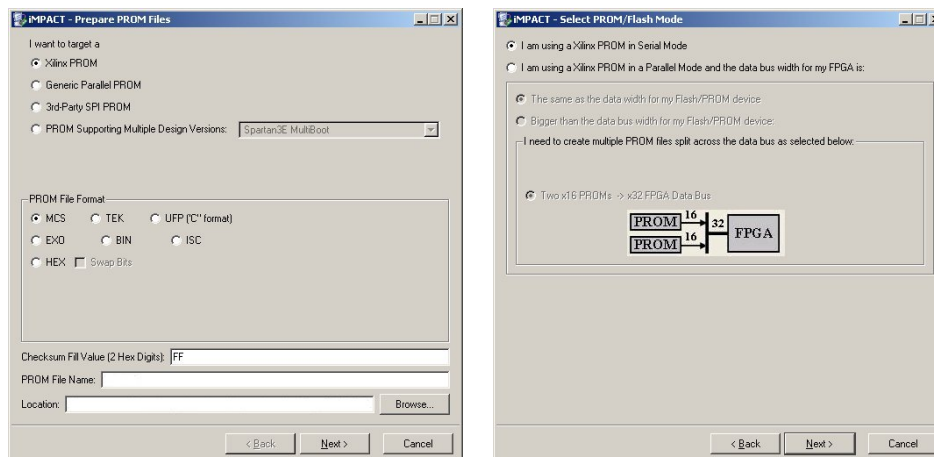 iMPACT - Prepare PROM Files
I want to target a
Xilinx PROM
Generic Parallel PROM
3rd-Party SPI PROM
PROM Supporting Multiple Design Versions: Spartan3E MultiBoot
PROM File Format
MCS TEK UFP ("C" format)
EXO BIN ISC
HEX Swap Bits
Checksum Fill Value (2 Hex Digits): FF
PROM File Name:
Location: Browse...
< Back Next > Cancel
iMPACT - Select PROM/Flash Mode
I am using a Xilinx PROM in Serial Mode
I am using a Xilinx PROM in a Parallel Mode and the data bus width for my FPGA is:
The same as the data width for my Flash/PROM device
Bigger than the data bus width for my Flash/PROM device:
I need to create multiple PROM files split across the data bus as selected below:
Two x16 PROMs -> x32 FPGA Data Bus
PROM 16 32 FPGA
PROM 16
< Back Next > Cancel